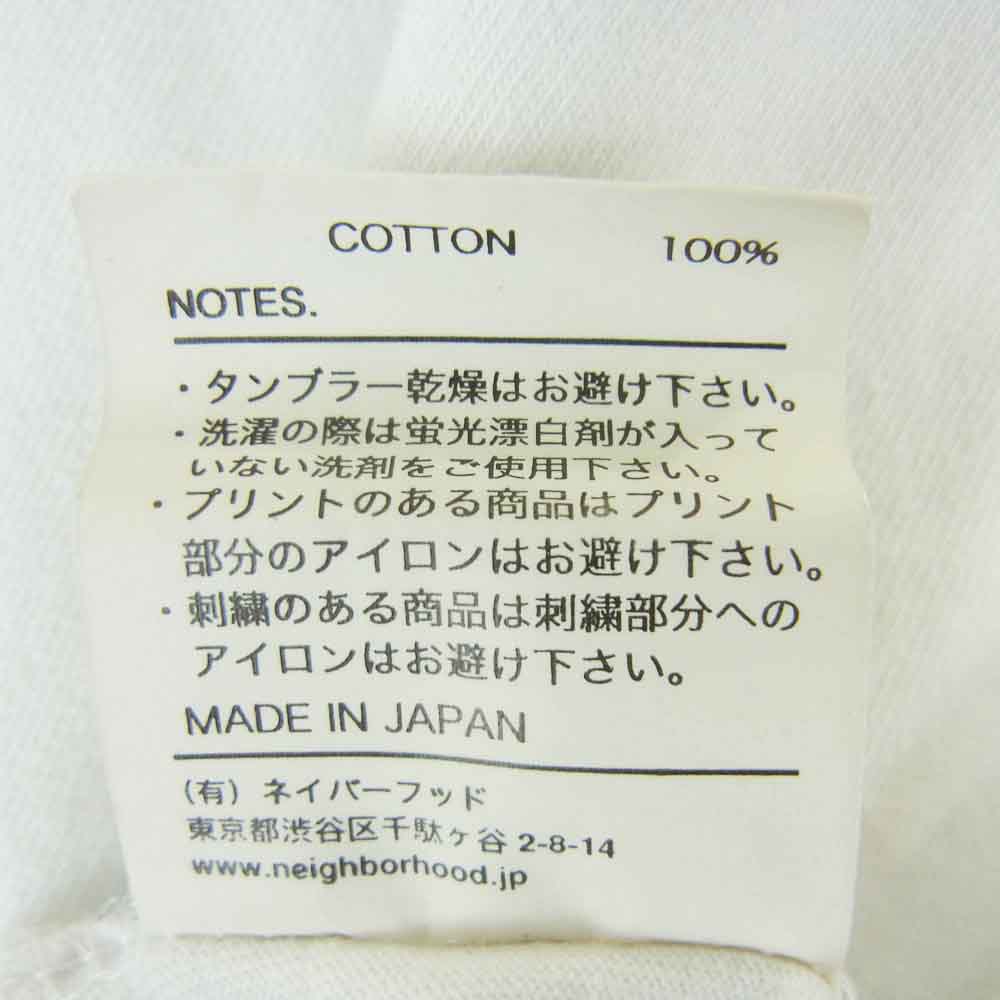 COTTON 100%
NOTES.
・タンブラー乾燥はお避け下さい。
・洗濯の際は蛍光漂白剤が入って
いない洗剤をご使用下さい。
・プリントのある商品はプリント
部分のアイロンはお避け下さい。
・刺繍のある商品は刺繍部分への
アイロンはお避け下さい。
MADE IN JAPAN
(有) ネイバーフッド
東京都渋谷区千駄ヶ谷 2-8-14
www.neighborhood.jp